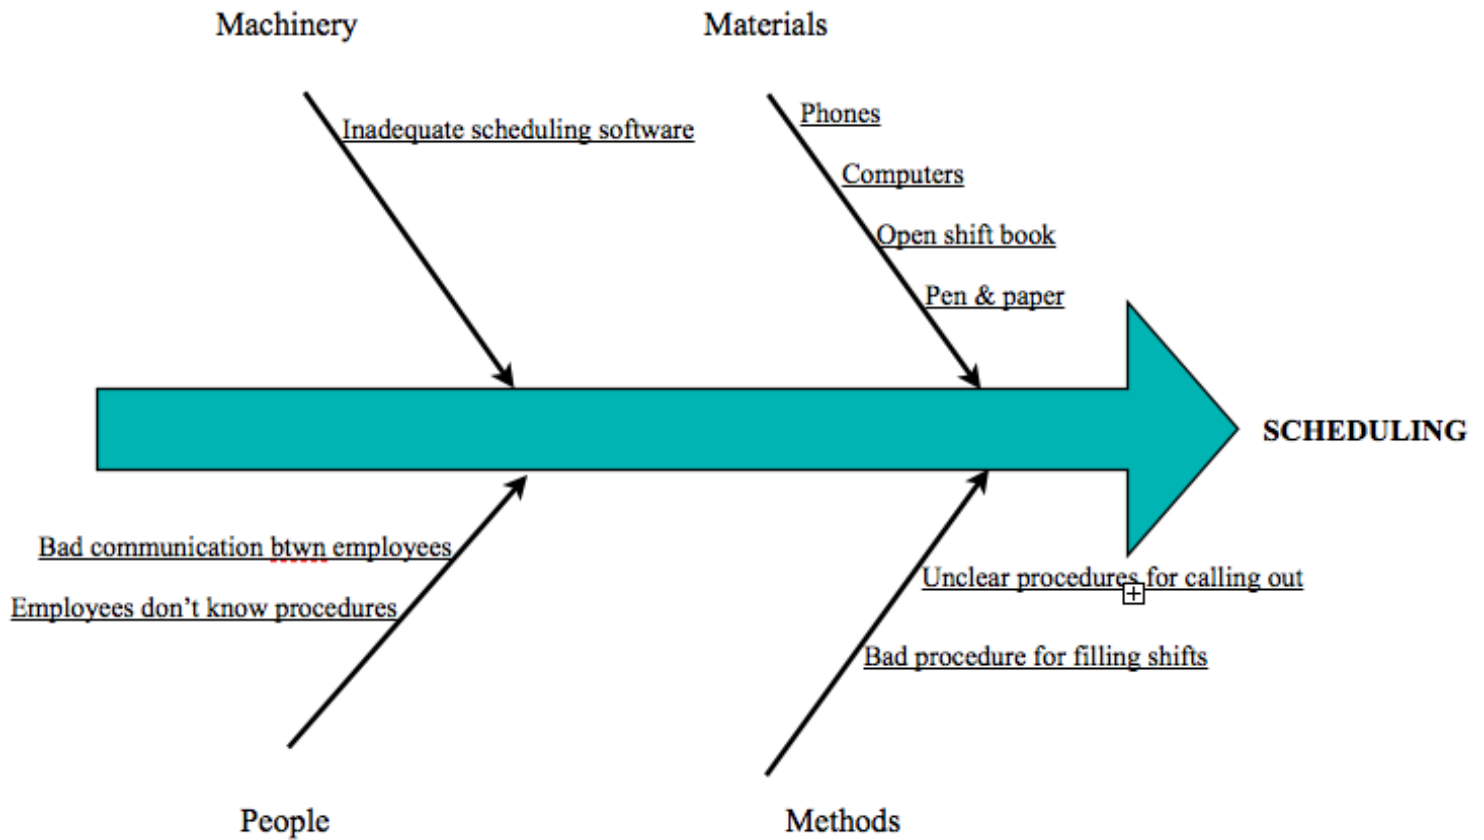 Machinery
Materials
Inadequate scheduling software
Phones
Computers
Open shift book
Pen & paper
SCHEDULING
Bad communication btwn employees
Employees don’t know procedures
Unclear procedures for calling out
Bad procedure for filling shifts
People
Methods